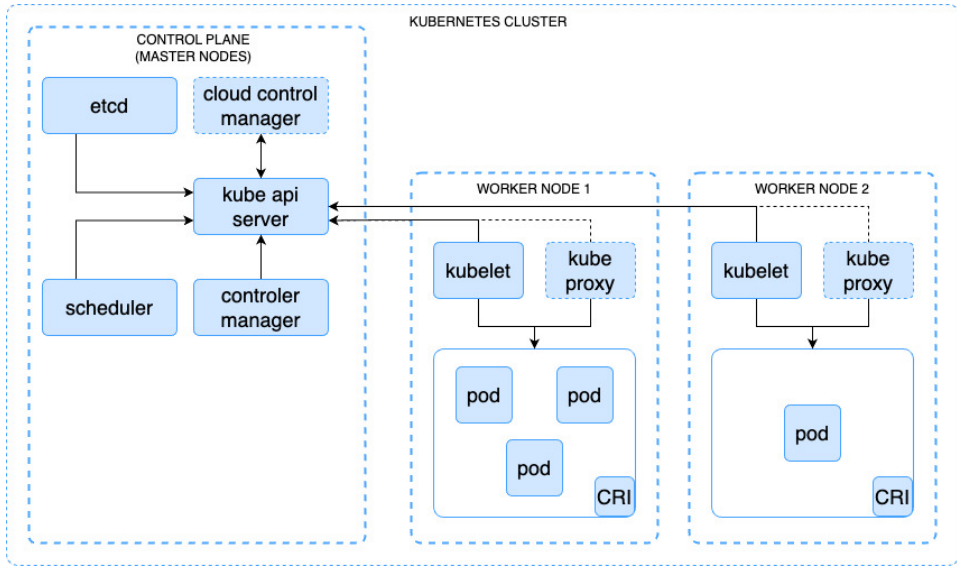 KUBERNETES CLUSTER
CONTROL PLANE
(MASTER NODES)
etcd
cloud control
manager
kube api
server
scheduler
controler
manager
WORKER NODE 1
kubelet
kube
proxy
pod
pod
pod
CRI
WORKER NODE 2
kubelet
kube
proxy
pod
CRI